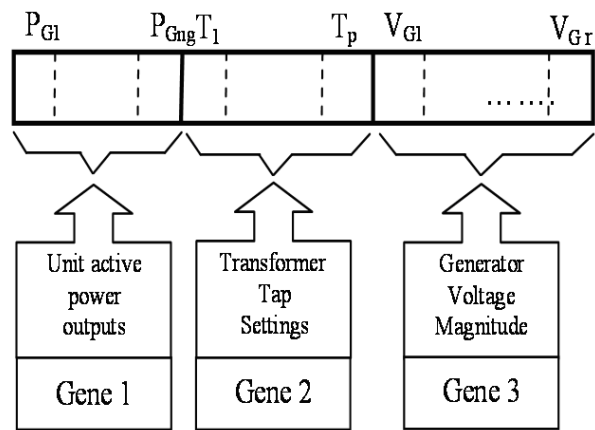 P_G1 P_Gng T_1 T_p V_G1 V_Gr
........
Unit active
power
outputs
Gene 1
Transformer
Tap
Settings
Gene 2
Generator
Voltage
Magnitude
Gene 3